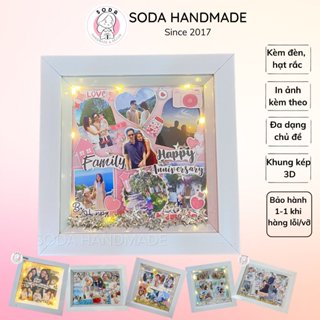 SODA
SODA HANDMADE
Since 2017
Kèm đèn,
hạt rắc
In ảnh
kèm theo
Đa dạng
chủ đề
Khung kép
3D
Bảo hành
1-1 khi
hàng lỗi/vỡ
LOVE
Family
Happy
Anniversary
SODA HANDMADE